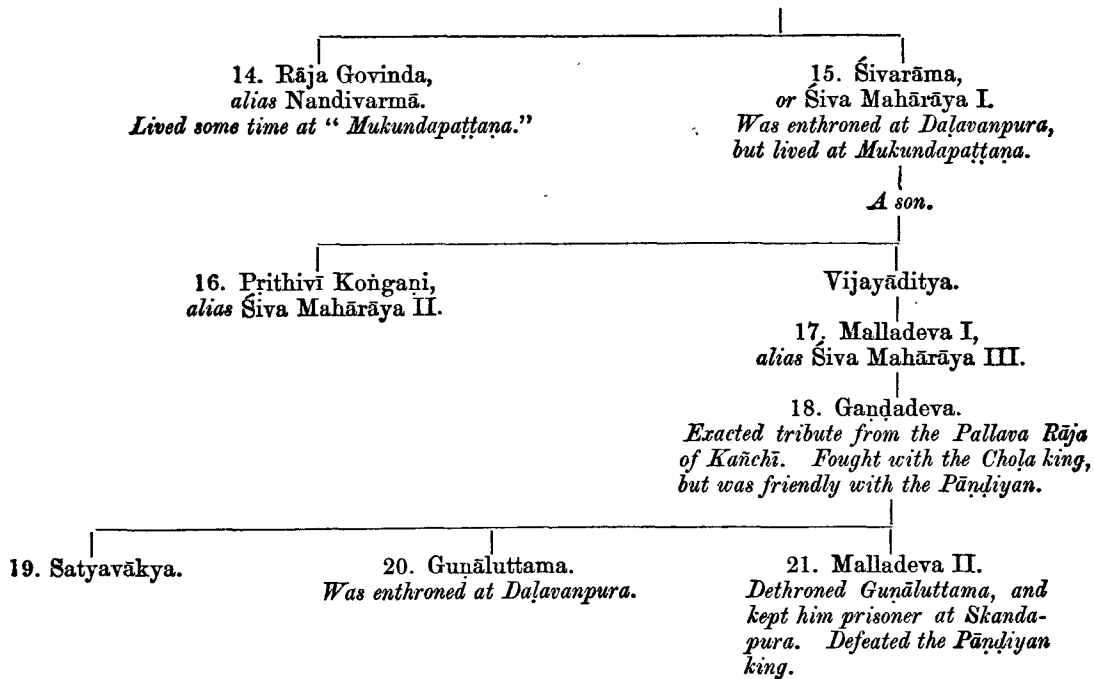 14. Rāja Govinda,
alias Nandivarmā.
Lived some time at “ Mukundapaṭṭaṇa.”
15. Śivarāma,
or Śiva Mahārāya I.
Was enthroned at Daḷavanpura,
but lived at Mukundapaṭṭaṇa.
A son.
16. Pṛithivī Koṅgaṇi,
alias Śiva Mahārāya II.
Vijayāditya.
17. Malladeva I,
alias Śiva Mahārāya III.
18. Gaṇḍadeva.
Exacted tribute from the Pallava Rāja
of Kañchī. Fought with the Choḷa king,
but was friendly with the Pāṇḍiyan.
19. Satyavākya.
20. Guṇāluttama.
Was enthroned at Daḷavanpura.
21. Malladeva II.
Dethroned Guṇāluttama, and
kept him prisoner at Skanda-
pura. Defeated the Pāṇḍiyan
king.